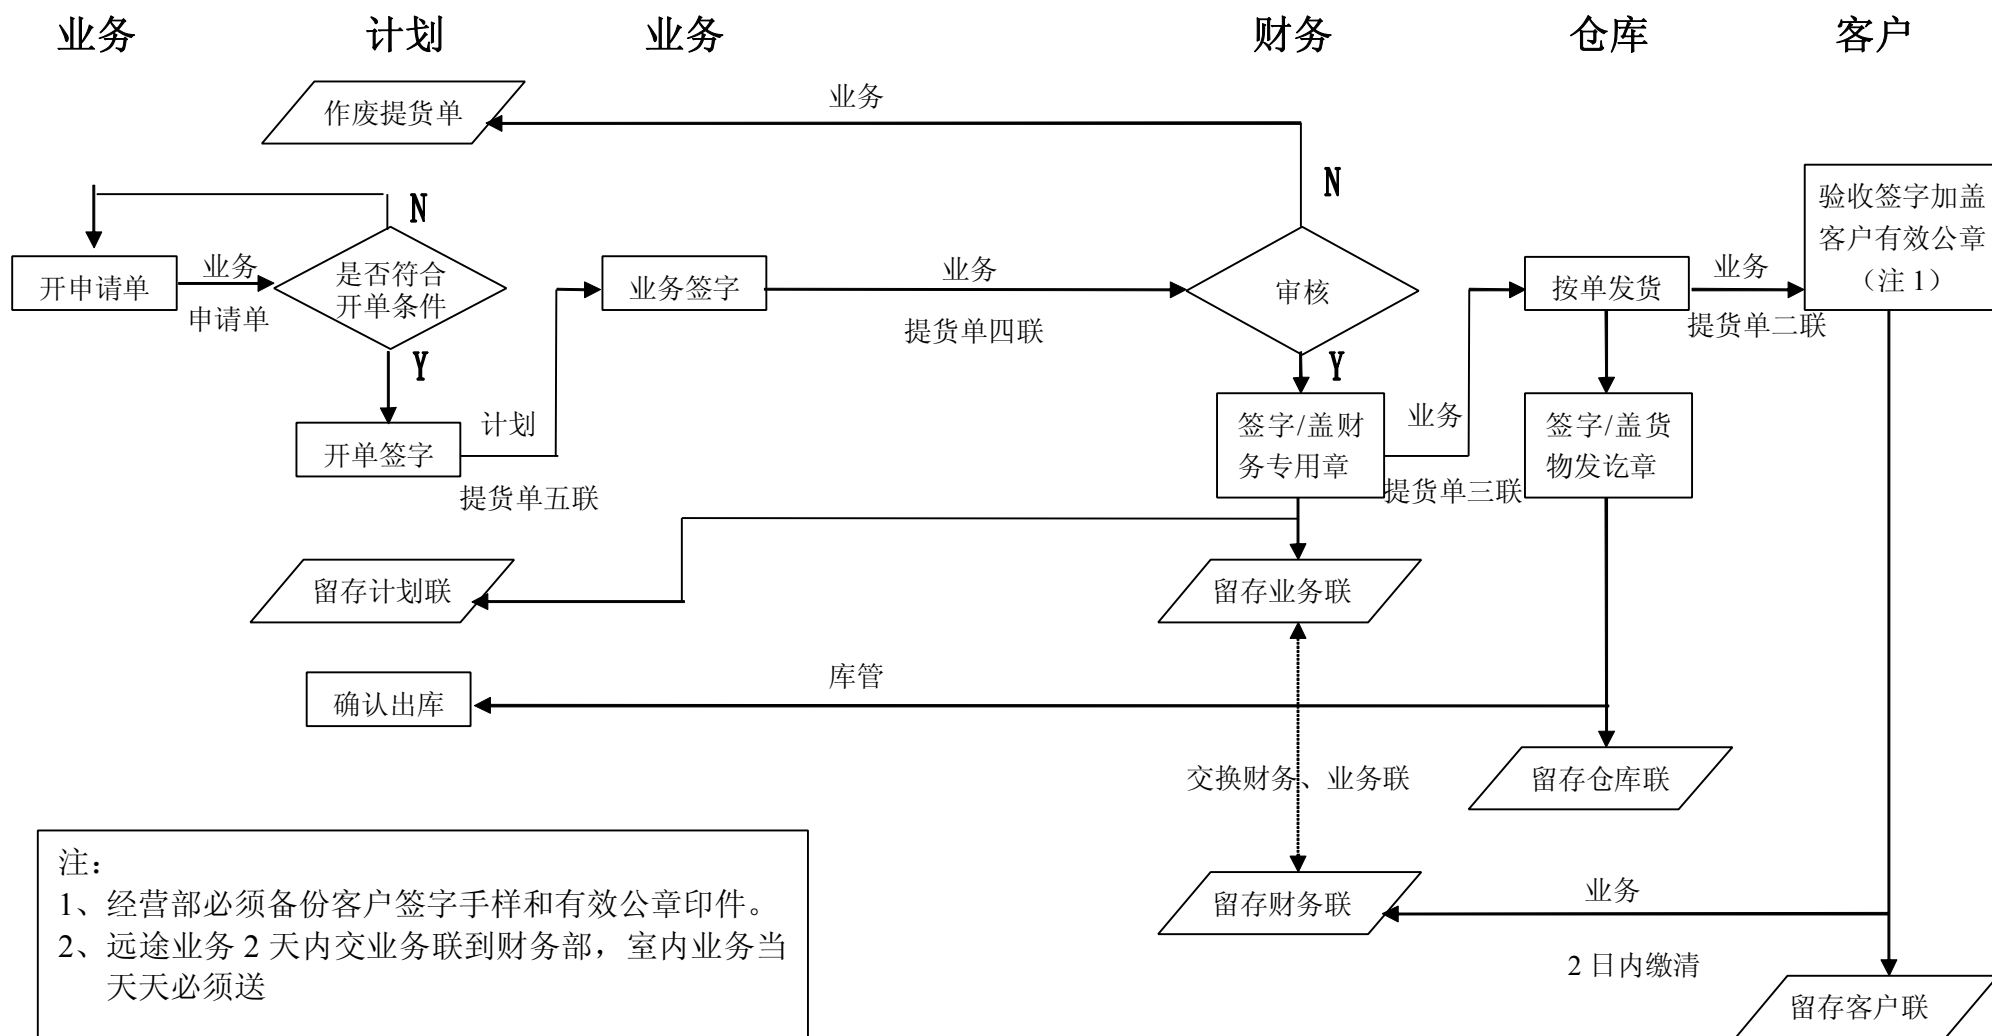 业务
计划
业务
财务
仓库
客户
作废提货单
业务
N
N
验收签字加盖
客户有效公章
（注 1）
开申请单
业务
申请单
是否符合
开单条件
业务签字
业务
提货单四联
审核
按单发货
业务
提货单二联
Y
Y
开单签字
计划
提货单五联
签字/盖财
务专用章
业务
提货单三联
签字/盖货
物发讫章
留存计划联
留存业务联
确认出库
库管
交换财务、业务联
留存仓库联
注：
1、经营部必须备份客户签字手样和有效公章印件。
2、远途业务 2 天内交业务联到财务部，室内业务当
天天必须送
留存财务联
业务
2 日内缴清
留存客户联